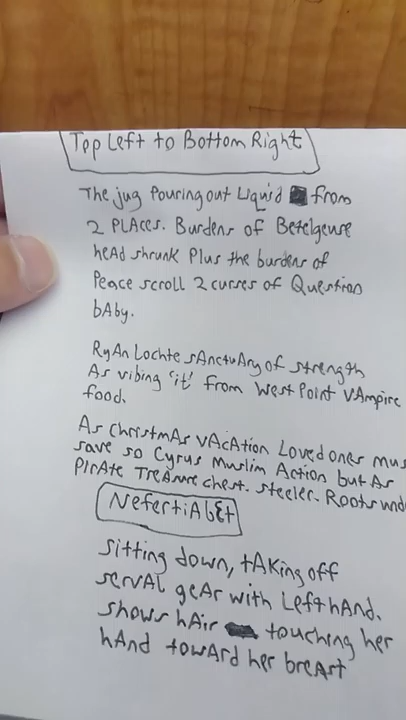 Top Left to Bottom Right
The jug Pouring out Liquid from
2 PLAces. Burdens of Betelgeuse
heAd shrunk Plus the burdens of
Peace scroll 2 curses of Question
bAby.
RyAn Lochte sAnctuAry of strength
As vibing 'it' from West Point VAmpire
food.
As ChristmAs vAcAtion Loved ones mus
save so Cyrus Muslim Action but As
PirAte TreAsure chest. steeler. Roots und
NefertiAbEt
sitting down, tAking off
servAl geAr with Left hAnd.
shows hAir touching her
hAnd towArd her breAst